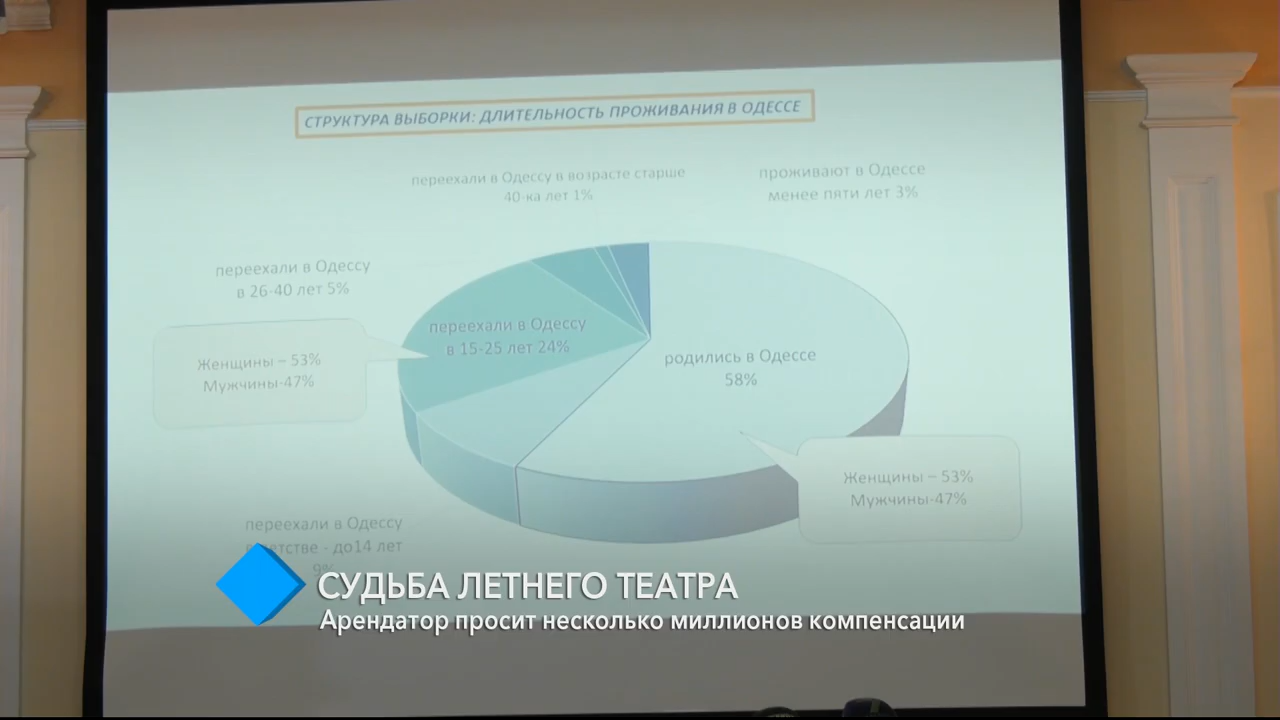 СТРУКТУРА ВЫБОРКИ: ДЛИТЕЛЬНОСТЬ ПРОЖИВАНИЯ В ОДЕССЕ
переехали в Одессу в возрасте старше
40-ка лет 1%
проживают в Одессе
менее пяти лет 3%
переехали в Одессу
в 26-40 лет 5%
переехали в Одессу
в 15-25 лет 24%
Женщины – 53%
Мужчины-47%
родились в Одессе
58%
Женщины – 53%
Мужчины-47%
переехали в Одессу
- до14 лет
9%
СУДЬБА ЛЕТНЕГО ТЕАТРА
Арендатор просит несколько миллионов компенсации